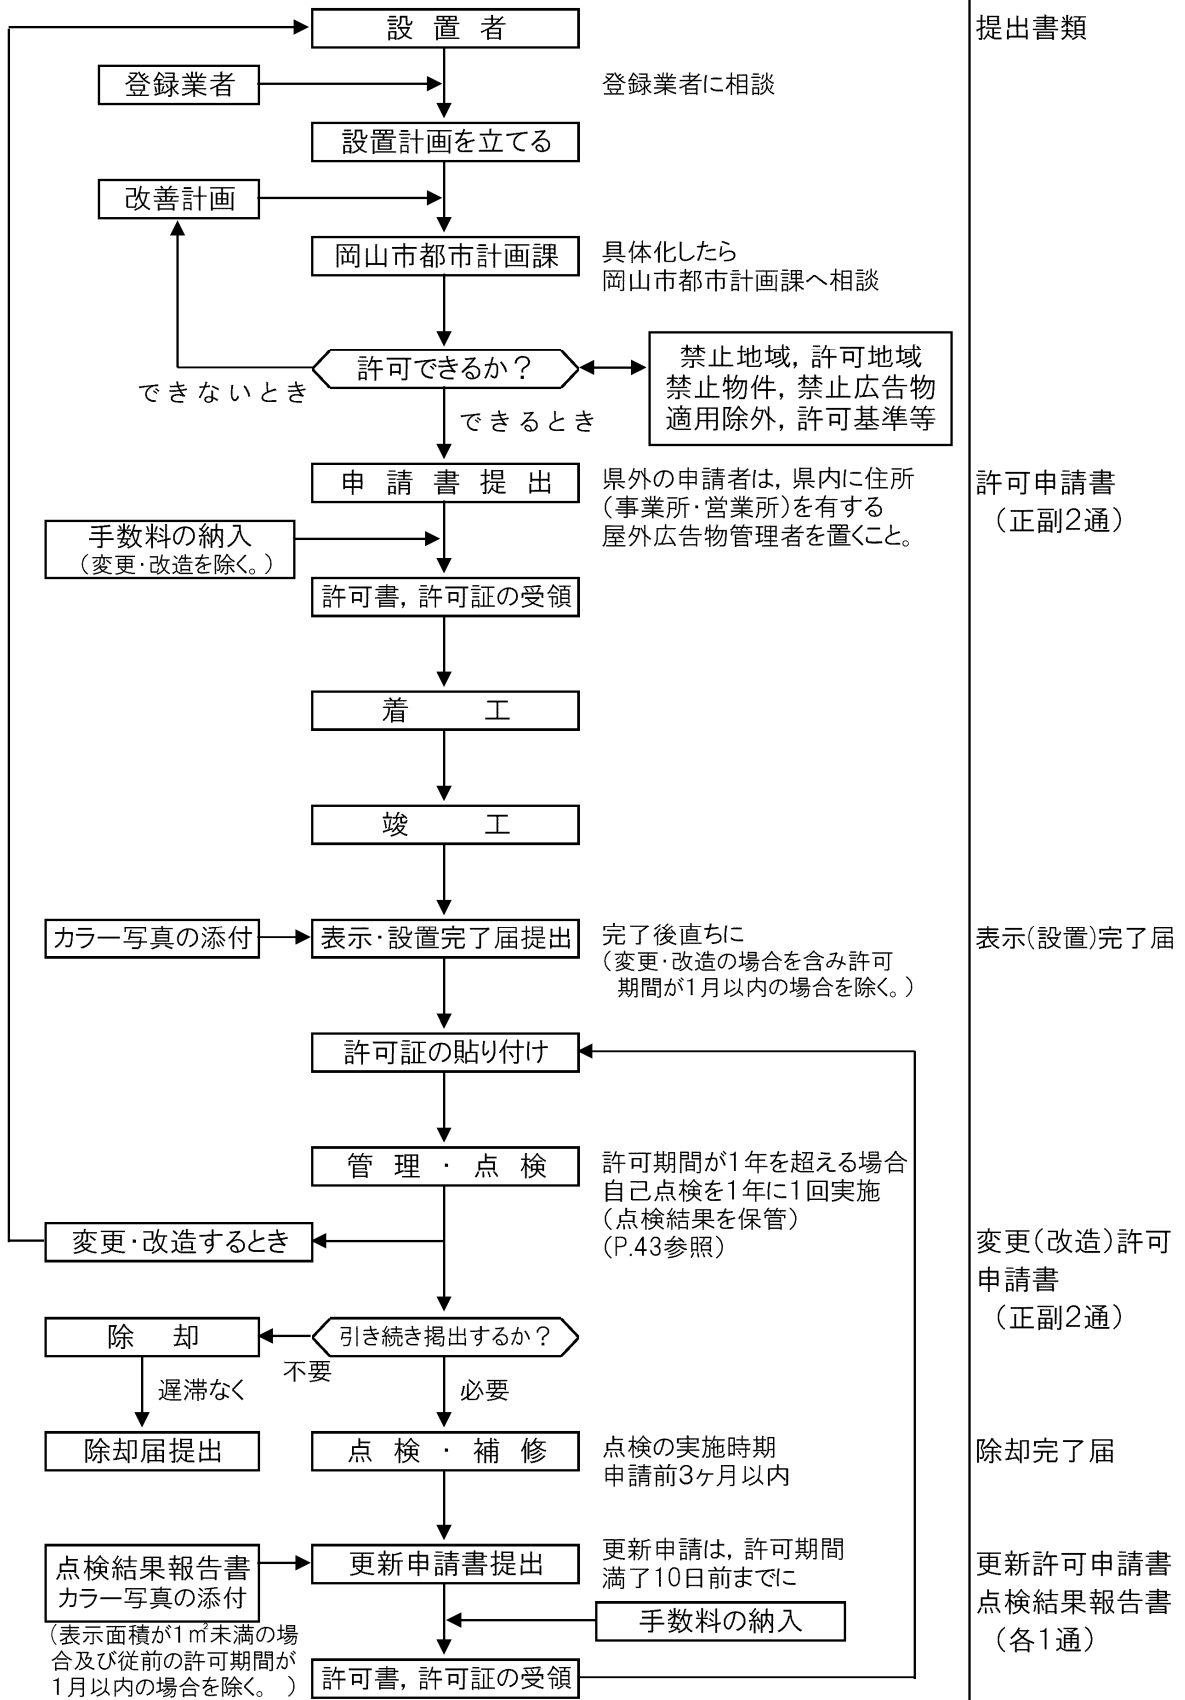 設置者
提出書類
登録業者
登録業者に相談
設置計画を立てる
改善計画
岡山市都市計画課
具体化したら
岡山市都市計画課へ相談
許可できるか？
禁止地域，許可地域
禁止物件，禁止広告物
適用除外，許可基準等
できないとき
できるとき
申請書提出
県外の申請者は，県内に住所
（事業所・営業所）を有する
屋外広告物管理者を置くこと。
許可申請書
（正副2通）
手数料の納入
（変更・改造を除く。）
許可書，許可証の受領
着工
竣工
カラー写真の添付
表示・設置完了届提出
完了後直ちに
（変更・改造の場合を含み許可
期間が1月以内の場合を除く。）
表示(設置)完了届
許可証の貼り付け
管理・点検
許可期間が1年を超える場合
自己点検を1年に1回実施
（点検結果を保管）
（P.43参照）
変更・改造するとき
変更（改造）許可
申請書
（正副2通）
除却
引き続き掲出するか？
不要
遅滞なく
必要
除却届提出
点検・補修
点検の実施時期
申請前3ヶ月以内
除却完了届
点検結果報告書
カラー写真の添付
更新申請書提出
更新申請は，許可期間
満了10日前までに
更新許可申請書
点検結果報告書
（各1通）
手数料の納入
（表示面積が1㎡未満の場
合及び従前の許可期間が
1月以内の場合を除く。）
許可書，許可証の受領